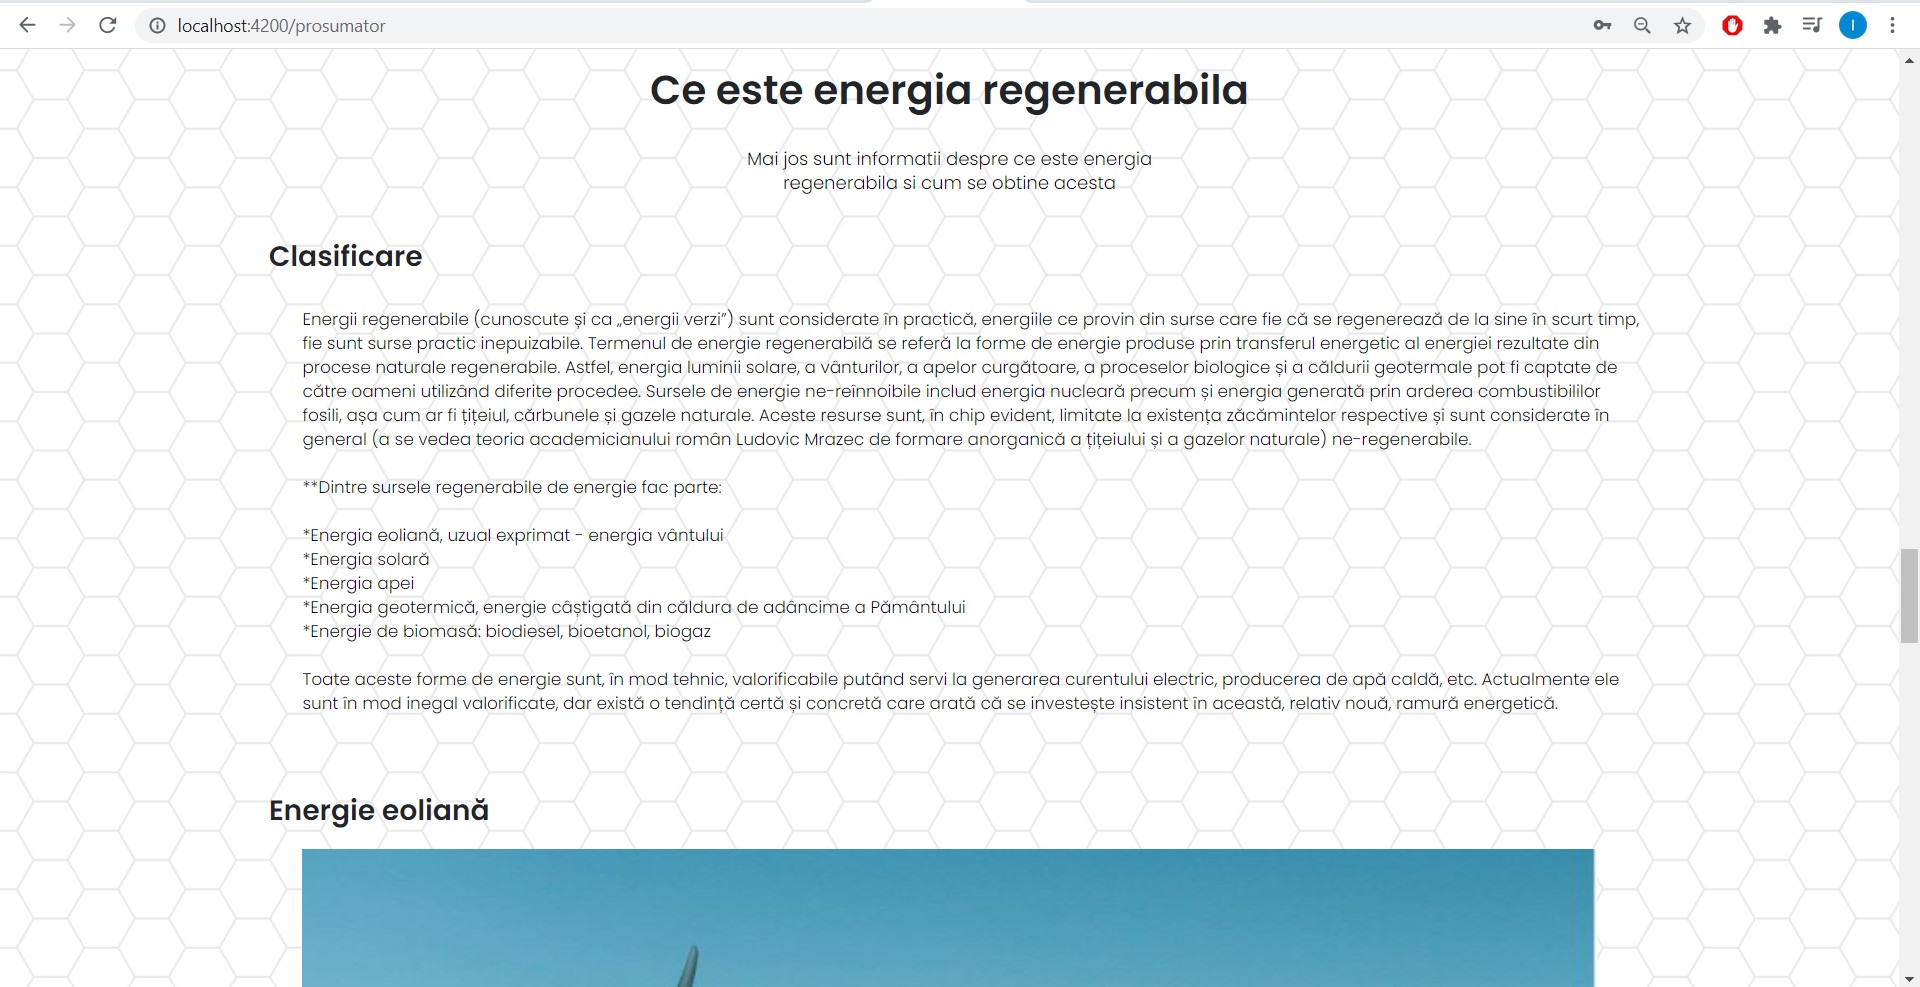 localhost:4200/prosumator
I
Ce este energia regenerabila
Mai jos sunt informatii despre ce este energia
regenerabila si cum se obtine acesta
Clasificare
Energii regenerabile (cunoscute și ca „energii verzi”) sunt considerate în practică, energiile ce provin din surse care fie că se regenerează de la sine în scurt timp,
fie sunt surse practic inepuizabile. Termenul de energie regenerabilă se referă la forme de energie produse prin transferul energetic al energiei rezultate din
procese naturale regenerabile. Astfel, energia luminii solare, a vânturilor, a apelor curgătoare, a proceselor biologice și a căldurii geotermale pot fi captate de
către oameni utilizând diferite procedee. Sursele de energie ne-reînnoibile includ energia nucleară precum și energia generată prin arderea combustibililor
fosili, așa cum ar fi țițeiul, cărbunele și gazele naturale. Aceste resurse sunt, în chip evident, limitate la existența zăcămintelor respective și sunt considerate în
general (a se vedea teoria academicianului român Ludovic Mrazec de formare anorganică a țițeiului și a gazelor naturale) ne-regenerabile.
**Dintre sursele regenerabile de energie fac parte:
*Energia eoliană, uzual exprimat - energia vântului
*Energia solară
*Energia apei
*Energia geotermică, energie câștigată din căldura de adâncime a Pământului
*Energie de biomasă: biodiesel, bioetanol, biogaz
Toate aceste forme de energie sunt, în mod tehnic, valorificabile putând servi la generarea curentului electric, producerea de apă caldă, etc. Actualmente ele
sunt în mod inegal valorificate, dar există o tendință certă și concretă care arată că se investește insistent în această, relativ nouă, ramură energetică.
Energie eoliană